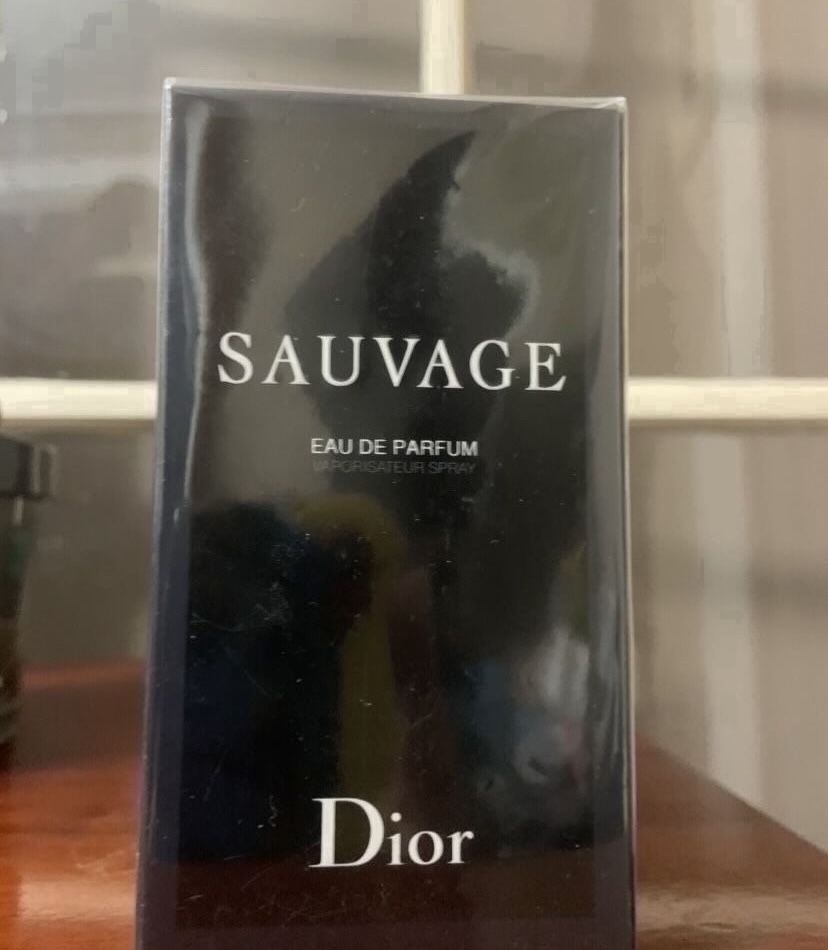 SAUVAGE
EAU DE PARFUM
VAPORISATEUR SPRAY
Dior